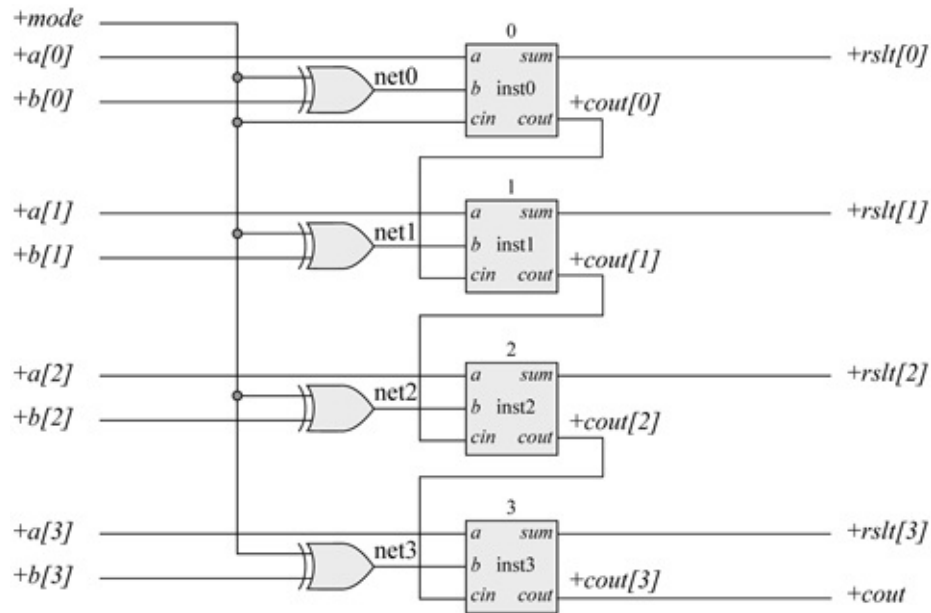 +mode
0
+a[0] a sum +rslt[0]
net0 b inst0
+b[0] +cout[0]
cin cout
1
+a[1] a sum +rslt[1]
net1 b inst1
+b[1] +cout[1]
cin cout
2
+a[2] a sum +rslt[2]
net2 b inst2
+b[2] +cout[2]
cin cout
3
+a[3] a sum +rslt[3]
net3 b inst3
+b[3] +cout[3]
cin cout +cout